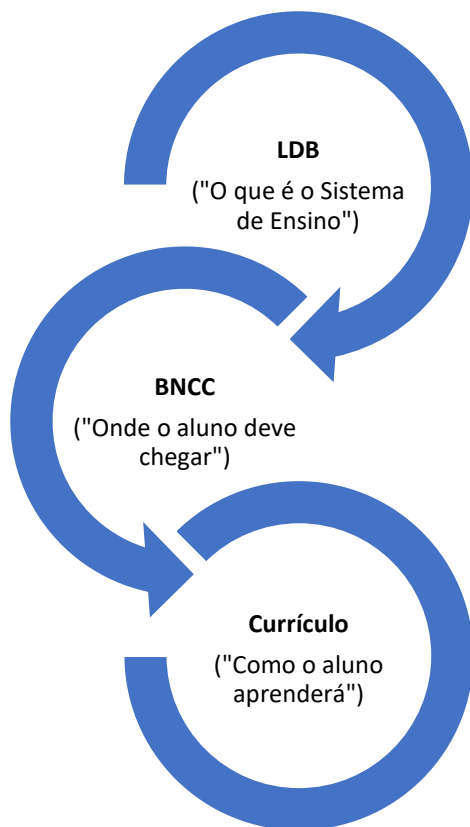 LDB
("O que é o Sistema
de Ensino")
BNCC
("Onde o aluno deve
chegar")
Currículo
("Como o aluno
aprenderá")